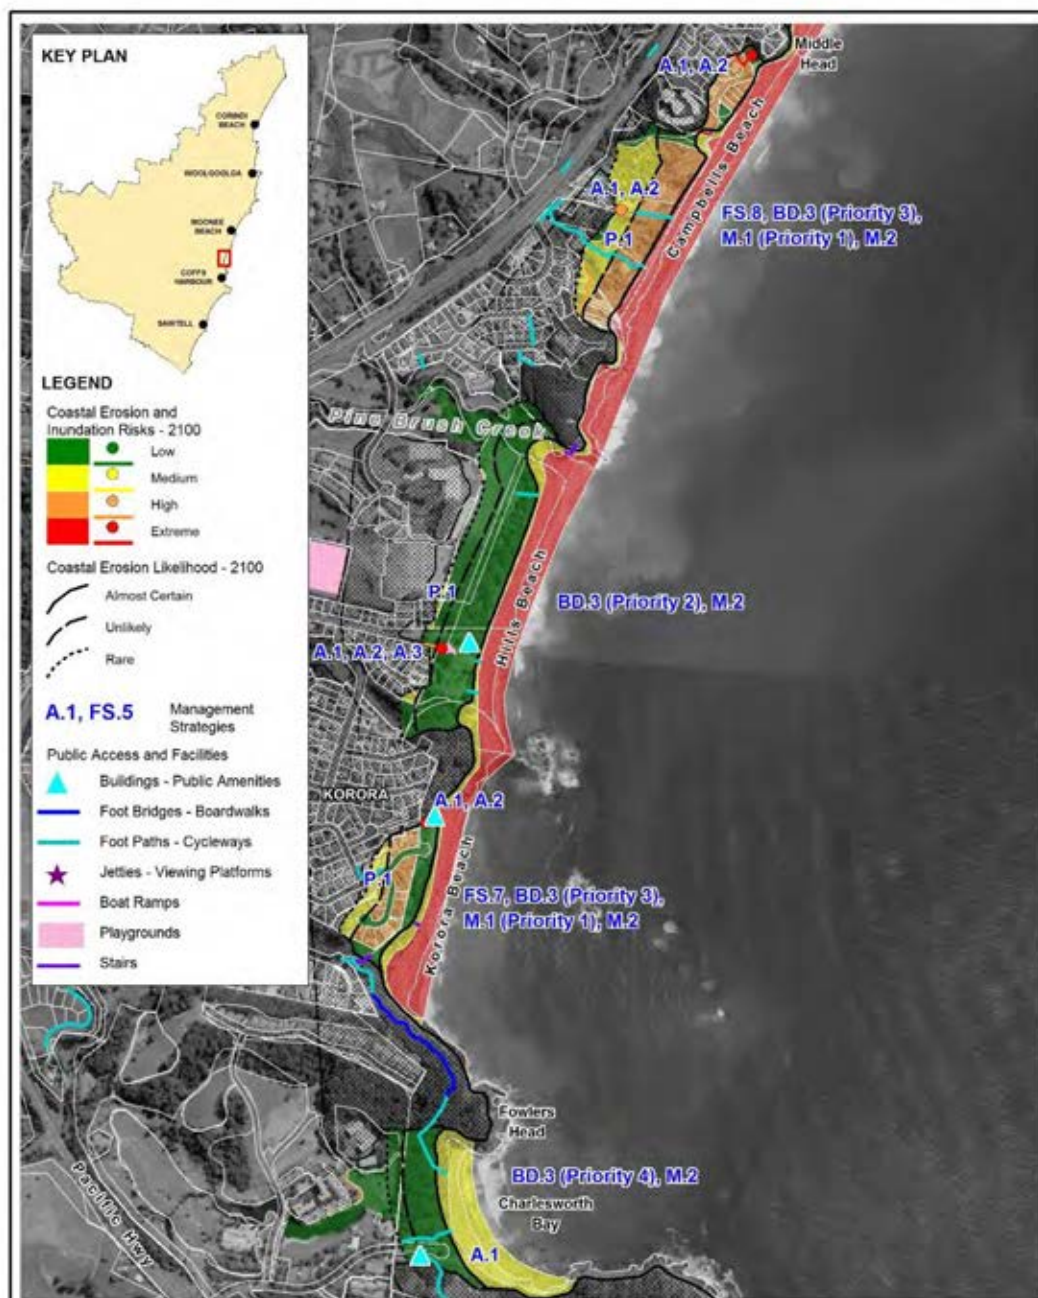 KEY PLAN
CORINDI
BEACH
WOOLGOOLGA
MOONEE
BEACH
COFFS
HARBOUR
SAWTELL
LEGEND
Coastal Erosion and
Inundation Risks - 2100
Low
Medium
High
Extreme
Coastal Erosion Likelihood - 2100
Almost Certain
Unlikely
Rare
A.1, FS.5
Management
Strategies
Public Access and Facilities
Buildings - Public Amenities
Foot Bridges - Boardwalks
Foot Paths - Cycleways
Jetties - Viewing Platforms
Boat Ramps
Playgrounds
Stairs
Middle
Head
A.1, A.2
Campbells Beach
A.1, A.2
P.1
FS.8, BD.3 (Priority 3),
M.1 (Priority 1), M.2
Pine Brush Creek
Hills Beach
P.1
BD.3 (Priority 2), M.2
A.1, A.2, A.3
KORORA
A.1, A.2
P.1
Korora Beach
FS.7, BD.3 (Priority 3),
M.1 (Priority 1), M.2
Fowlers
Head
BD.3 (Priority 4), M.2
Charlesworth
Bay
A.1
Pacific Hwy